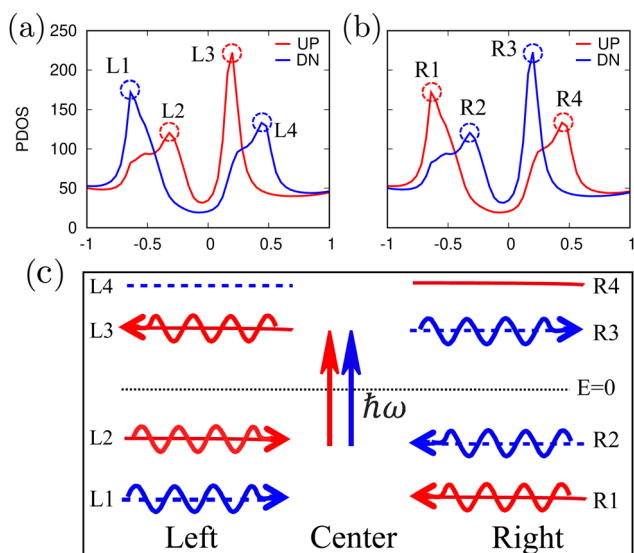 (a)
250
200
150
100
50
0
PDOS
L1
L2
L3
L4
UP
DN
-1
-0.5
0
0.5
1
(b)
R1
R2
R3
R4
UP
DN
-1
-0.5
0
0.5
1
(c)
L4
R4
L3
R3
E=0
ħω
L2
R2
L1
R1
Left Center Right